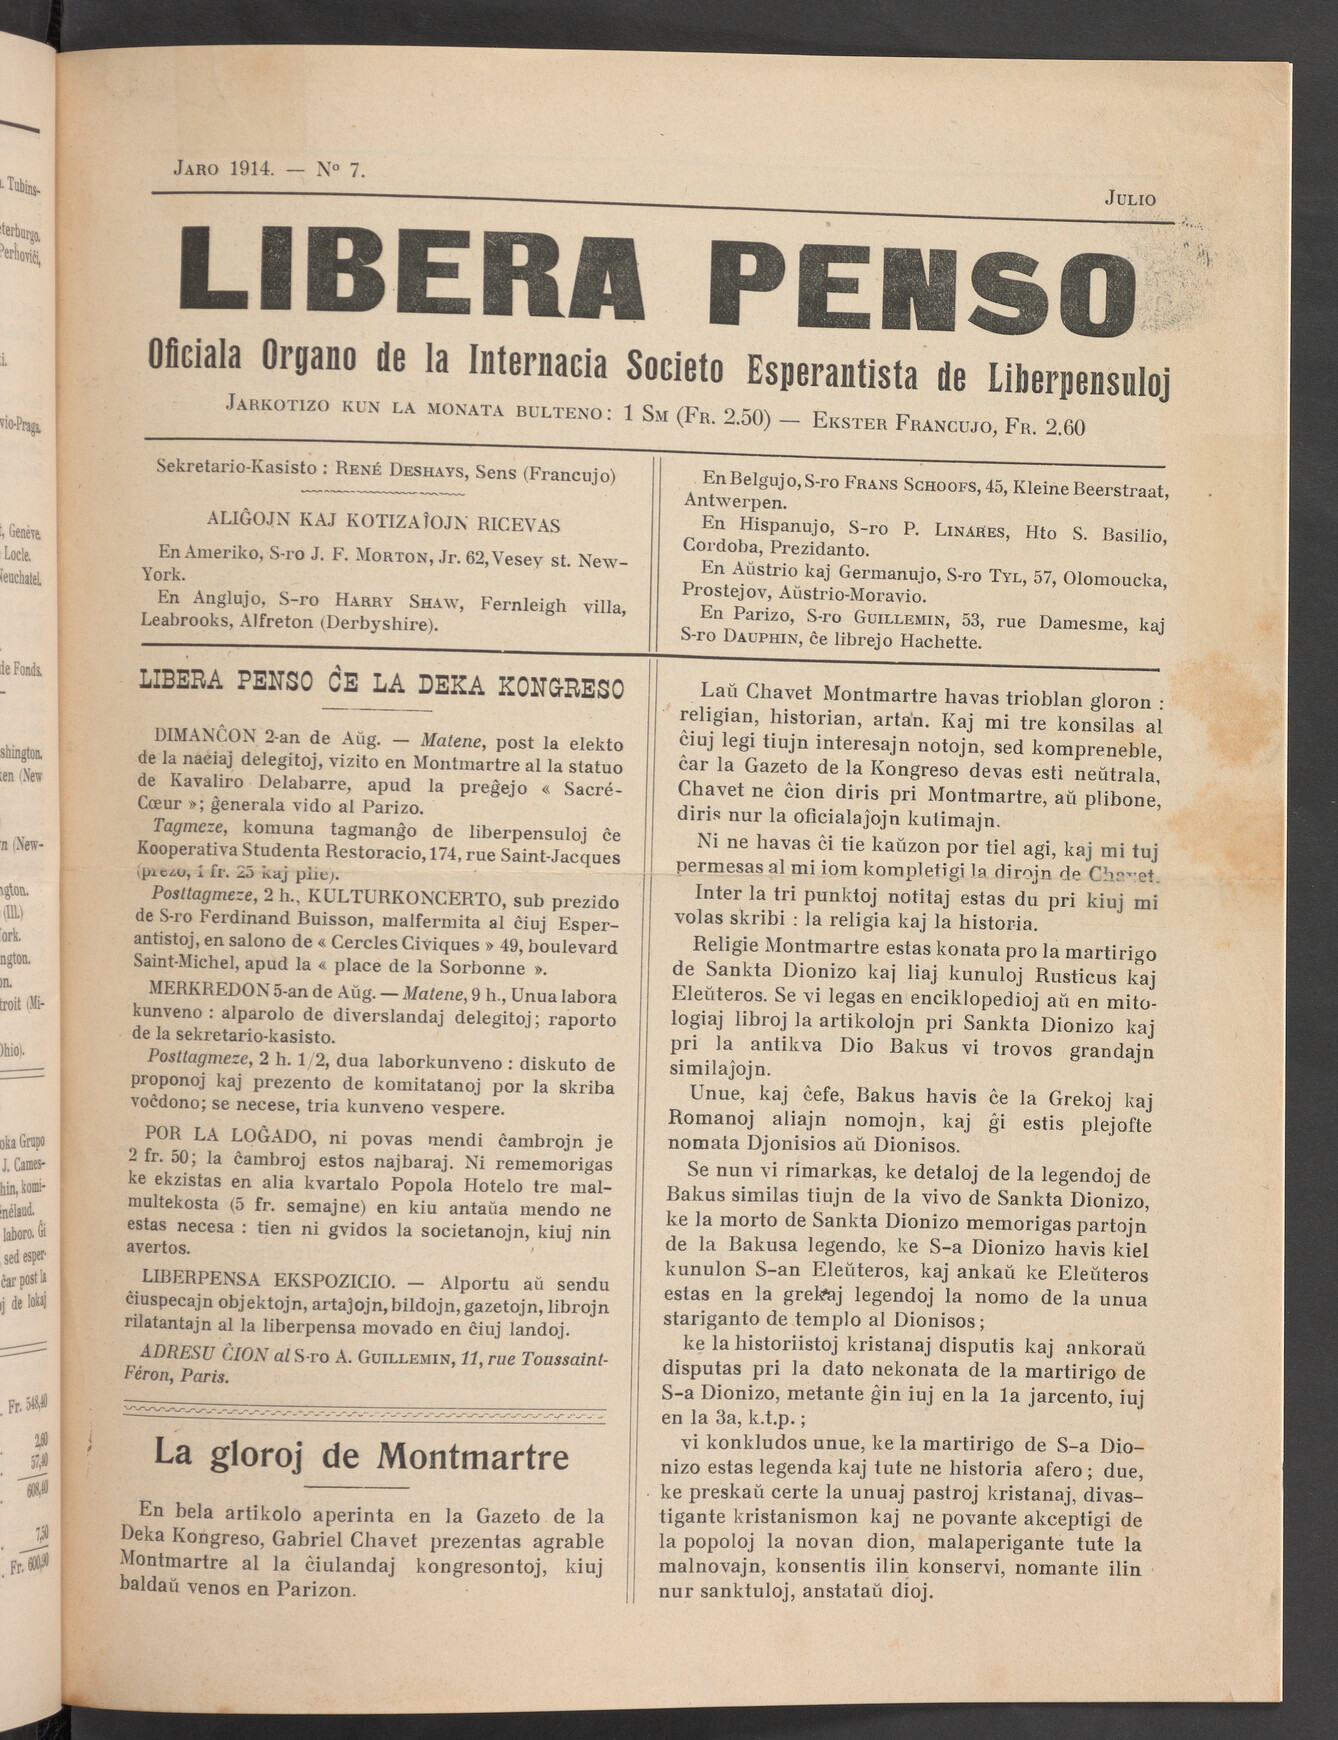 Jaro 1914. — Nº 7.
Julio
LIBERA PENSO
Oficiala Organo de la Internacia Societo Esperantista de Liberpensuloj
Jarkotizo kun la monata bulteno: 1 Sm (Fr. 2.50) — Ekster Francujo, Fr. 2.60
Sekretario-Kasisto : René Deshays, Sens (Francujo)
ALIĜOJN KAJ KOTIZAĴOJN RICEVAS
En Ameriko, S-ro J. F. Morton, Jr. 62, Vesey st. New-
York.
En Anglujo, S-ro Harry Shaw, Fernleigh villa,
Leabrooks, Alfreton (Derbyshire).
En Belgujo, S-ro Frans Schoofs, 45, Kleine Beerstraat,
Antwerpen.
En Hispanujo, S-ro P. Linares, Hto S. Basilio,
Cordoba, Prezidanto.
En Aŭstrio kaj Germanujo, S-ro Tyl, 57, Olomoucka,
Prostejov, Aŭstrio-Moravio.
En Parizo, S-ro Guillemin, 53, rue Damesme, kaj
S-ro Dauphin, ĉe librejo Hachette.
LIBERA PENSO ĈE LA DEKA KONGRESO
DIMANĈON 2-an de Aŭg. — Matene, post la elekto
de la naciaj delegitoj, vizito en Montmartre al la statuo
de Kavaliro Delabarre, apud la preĝejo « Sacré-
Cœur »; ĝenerala vido al Parizo.
Tagmeze, komuna tagmanĝo de liberpensuloj ĉe
Kooperativa Studenta Restoracio, 174, rue Saint-Jacques
(prezo, 1 fr. 25 kaj plie).
Posttagmeze, 2 h., KULTURKONCERTO, sub prezido
de S-ro Ferdinand Buisson, malfermita al ĉiuj Esper-
antistoj, en salono de « Cercles Civiques » 49, boulevard
Saint-Michel, apud la « place de la Sorbonne ».
MERKREDON 5-an de Aŭg. — Matene, 9 h., Unua labora
kunveno : alparolo de diverslandaj delegitoj; raporto
de la sekretario-kasisto.
Posttagmeze, 2 h. 1/2, dua laborkunveno : diskuto de
proponoj kaj prezento de komitatanoj por la skriba
voĉdono; se necese, tria kunveno vespere.
POR LA LOĜADO, ni povas mendi ĉambrojn je
2 fr. 50; la ĉambroj estos najbaraj. Ni rememorigas
ke ekzistas en alia kvartalo Popola Hotelo tre mal-
multekosta (5 fr. semajne) en kiu antaŭa mendo ne
estas necesa : tien ni gvidos la societanojn, kiuj nin
avertos.
LIBERPENSA EKSPOZICIO. — Alportu aŭ sendu
ĉiuspecajn objektojn, artaĵojn, bildojn, gazetojn, librojn
rilatantajn al la liberpensa movado en ĉiuj landoj.
ADRESU ĈION al S-ro A. Guillemin, 11, rue Toussaint-
Féron, Paris.
La gloroj de Montmartre
En bela artikolo aperinta en la Gazeto de la
Deka Kongreso, Gabriel Chavet prezentas agrable
Montmartre al la ĉiulandaj kongresontoj, kiuj
baldaŭ venos en Parizon.
Laŭ Chavet Montmartre havas trioblan gloron :
religian, historian, artan. Kaj mi tre konsilas al
ĉiuj legi tiujn interesajn notojn, sed kompreneble,
ĉar la Gazeto de la Kongreso devas esti neŭtrala,
Chavet ne ĉion diris pri Montmartre, aŭ plibone,
diris nur la oficialajojn kutimajn.
Ni ne havas ĉi tie kaŭzon por tiel agi, kaj mi tuj
permesas al mi iom kompletigi la dirojn de Chavet.
Inter la tri punktoj notitaj estas du pri kiuj mi
volas skribi : la religia kaj la historia.
Religie Montmartre estas konata pro la martirigo
de Sankta Dionizo kaj liaj kunuloj Rusticus kaj
Eleŭteros. Se vi legas en enciklopedioj aŭ en mito-
logiaj libroj la artikolojn pri Sankta Dionizo kaj
pri la antikva Dio Bakus vi trovos grandajn
similaĵojn.
Unue, kaj ĉefe, Bakus havis ĉe la Grekoj kaj
Romanoj aliajn nomojn, kaj ĝi estis plejofte
nomata Djonisios aŭ Dionisos.
Se nun vi rimarkas, ke detaloj de la legendoj de
Bakus similas tiujn de la vivo de Sankta Dionizo,
ke la morto de Sankta Dionizo memorigas partojn
de la Bakusa legendo, ke S-a Dionizo havis kiel
kunulon S-an Eleŭteros, kaj ankaŭ ke Eleŭteros
estas en la grekaj legendoj la nomo de la unua
stariganto de templo al Dionisos ;
ke la historiistoj kristanaj disputis kaj ankoraŭ
disputas pri la dato nekonata de la martirigo de
S-a Dionizo, metante ĝin iuj en la 1a jarcento, iuj
en la 3a, k.t.p. ;
vi konkludos unue, ke la martirigo de S-a Dio-
nizo estas legenda kaj tute ne historia afero ; due,
ke preskaŭ certe la unuaj pastroj kristanaj, divas-
tigante kristanismon kaj ne povante akceptigi de
la popoloj la novan dion, malaperigante tute la
malnovajn, konsentis ilin konservi, nomante ilin
nur sanktuloj, anstataŭ dioj.